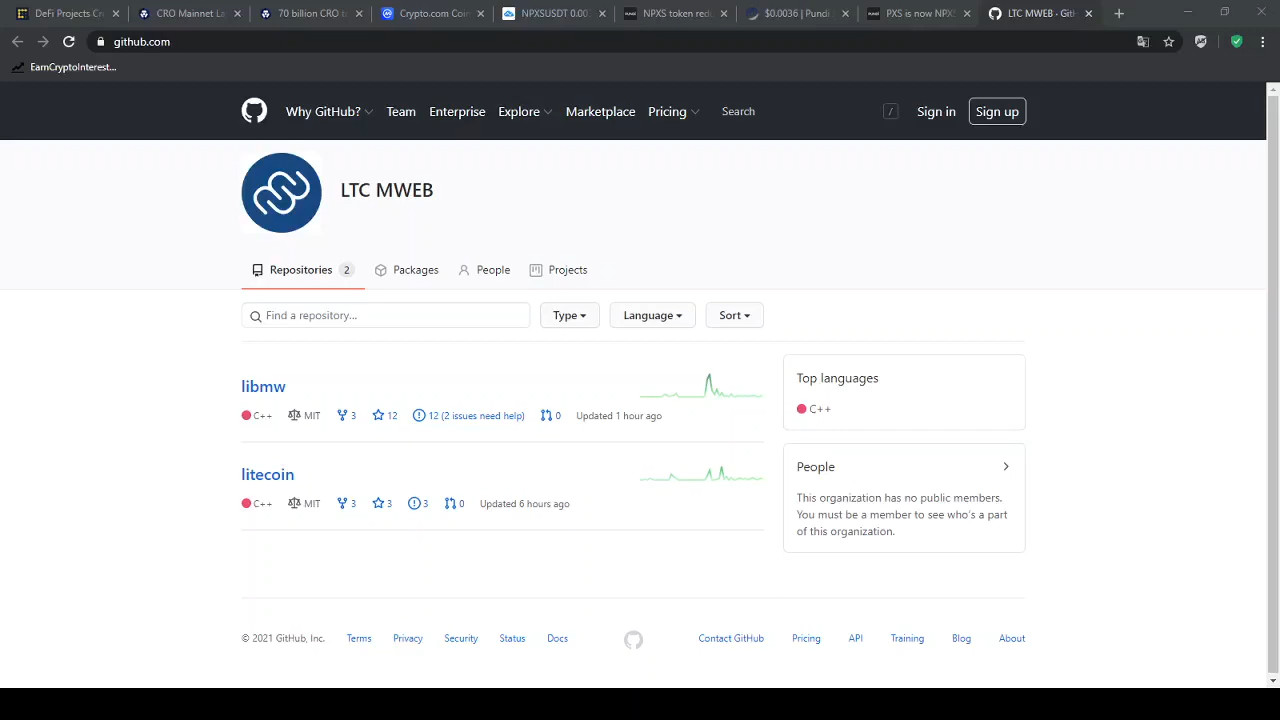 DeFi Projects Cr
CRO Mainnet La
70 billion CRO t
Crypto.com Coin
NPXSUSDT 0.00
NPXS token red
$0.0036 | Pundi
PXS is now NPXS
LTC MWEB - Gith
github.com
EarnCryptoInterest...
Why GitHub? Team Enterprise Explore Marketplace Pricing Search / Sign in Sign up
LTC MWEB
Repositories 2 Packages People Projects
Find a repository... Type Language Sort
libmw
C++ MIT 3 12 12 (2 issues need help) 0 Updated 1 hour ago
litecoin
C++ MIT 3 3 3 0 Updated 6 hours ago
Top languages
C++
People
This organization has no public members.
You must be a member to see who's a part
of this organization.
© 2021 GitHub, Inc. Terms Privacy Security Status Docs Contact GitHub Pricing API Training Blog About